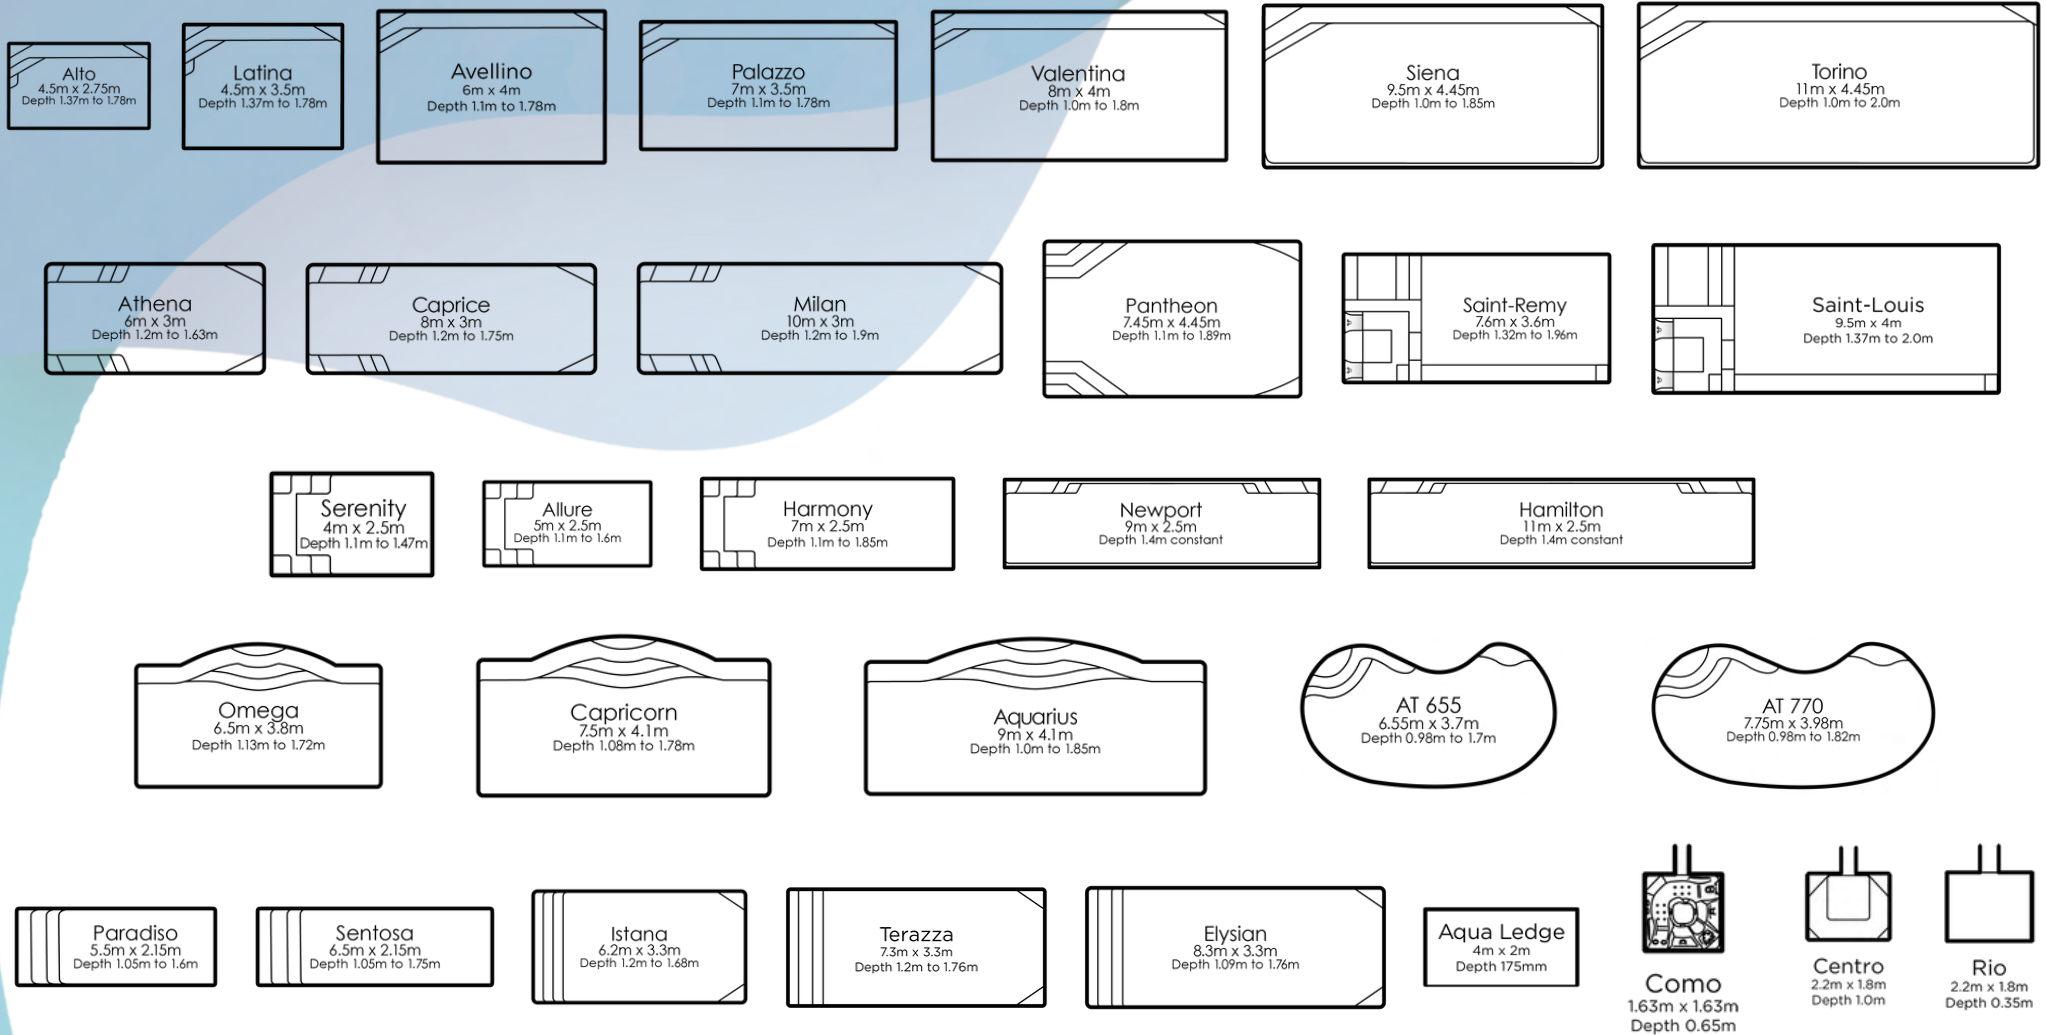 Alto
4.5m x 2.75m
Depth 1.37m to 1.78m
Latina
4.5m x 3.5m
Depth 1.37m to 1.78m
Avellino
6m x 4m
Depth 1.1m to 1.78m
Palazzo
7m x 3.5m
Depth 1.1m to 1.78m
Valentina
8m x 4m
Depth 1.0m to 1.8m
Siena
9.5m x 4.45m
Depth 1.0m to 1.85m
Torino
11m x 4.45m
Depth 1.0m to 2.0m
Athena
6m x 3m
Depth 1.2m to 1.63m
Caprice
8m x 3m
Depth 1.2m to 1.75m
Milan
10m x 3m
Depth 1.2m to 1.9m
Pantheon
7.45m x 4.45m
Depth 1.1m to 1.89m
Saint-Remy
7.6m x 3.6m
Depth 1.32m to 1.96m
Saint-Louis
9.5m x 4m
Depth 1.37m to 2.0m
Serenity
4m x 2.5m
Depth 1.1m to 1.47m
Allure
5m x 2.5m
Depth 1.1m to 1.6m
Harmony
7m x 2.5m
Depth 1.1m to 1.85m
Newport
9m x 2.5m
Depth 1.4m constant
Hamilton
11m x 2.5m
Depth 1.4m constant
Omega
6.5m x 3.8m
Depth 1.13m to 1.72m
Capricorn
7.5m x 4.1m
Depth 1.08m to 1.78m
Aquarius
9m x 4.1m
Depth 1.0m to 1.85m
AT 655
6.55m x 3.7m
Depth 0.98m to 1.7m
AT 770
7.75m x 3.98m
Depth 0.98m to 1.82m
Paradiso
5.5m x 2.15m
Depth 1.05m to 1.6m
Sentosa
6.5m x 2.15m
Depth 1.05m to 1.75m
Istana
6.2m x 3.3m
Depth 1.2m to 1.68m
Terazza
7.3m x 3.3m
Depth 1.2m to 1.76m
Elysian
8.3m x 3.3m
Depth 1.09m to 1.76m
Aqua Ledge
4m x 2m
Depth 175mm
Como
1.63m x 1.63m
Depth 0.65m
Centro
2.2m x 1.8m
Depth 1.0m
Rio
2.2m x 1.8m
Depth 0.35m